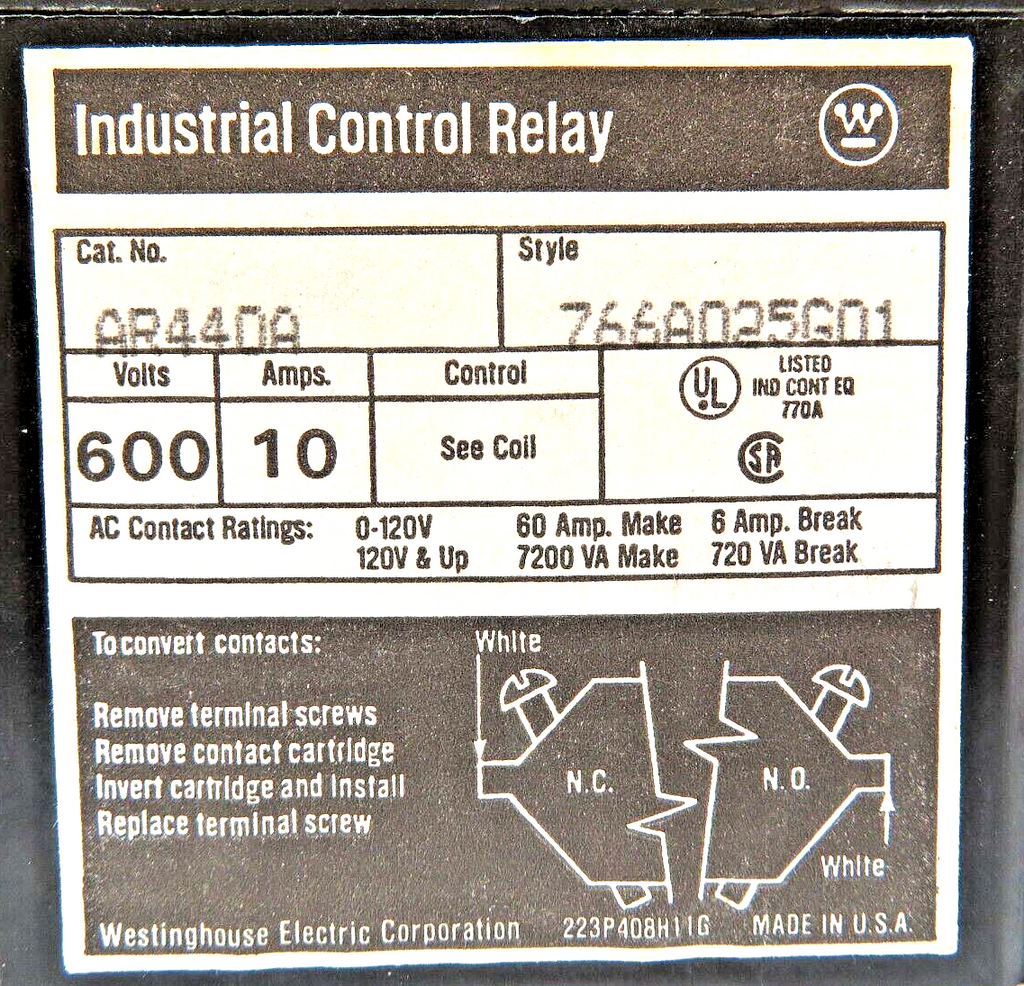 Industrial Control Relay
W
Cat. No.
Style
AR440A
766A025G01
Volts
Amps.
Control
UL
LISTED
IND CONT EQ
770A
600
10
See Coil
SA
AC Contact Ratings: 0-120V 60 Amp. Make 6 Amp. Break
120V & Up 7200 VA Make 720 VA Break
To convert contacts:
White
Remove terminal screws
Remove contact cartridge
Invert cartridge and Install
Replace terminal screw
N.C.
N.O.
White
Westinghouse Electric Corporation 223P408H11G MADE IN U.S.A.